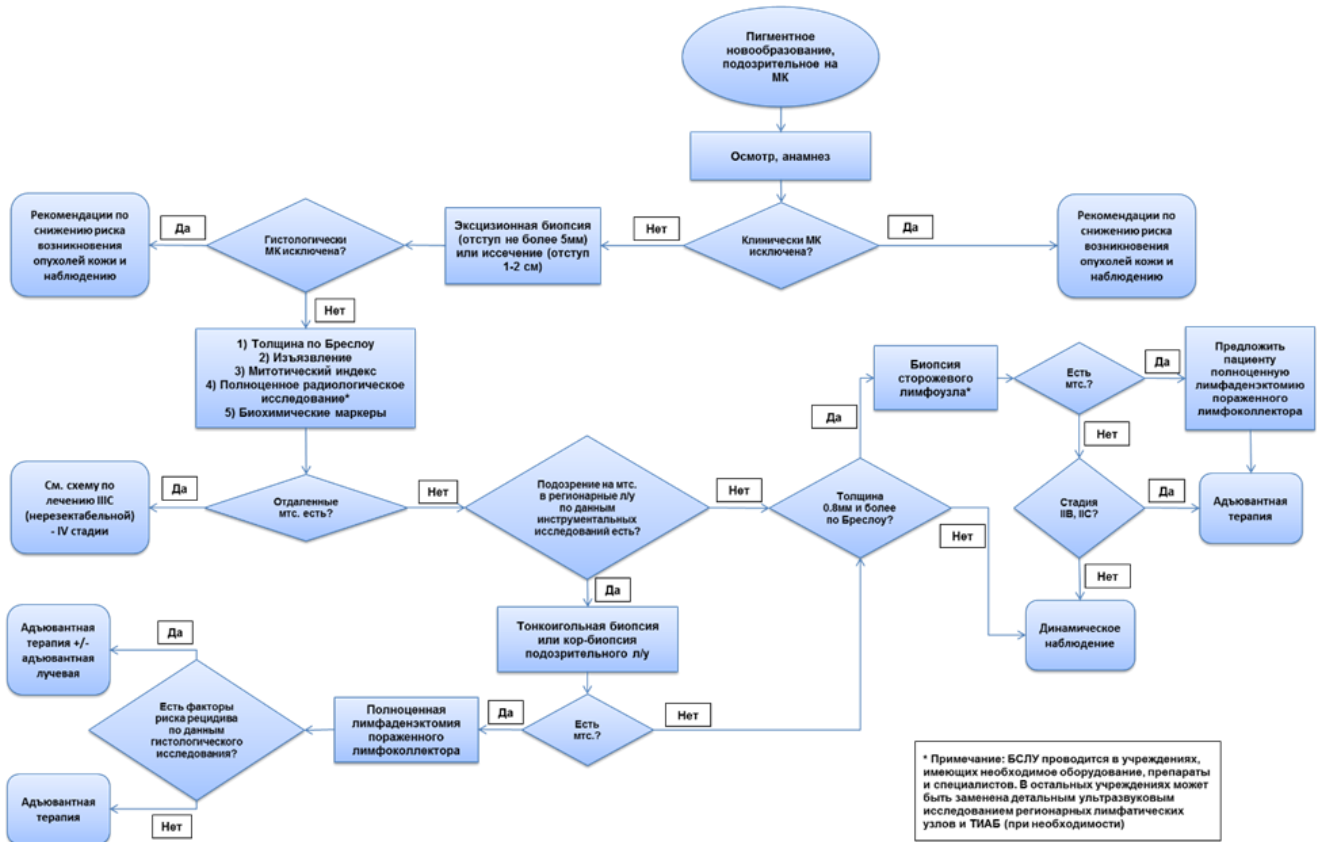 Пигментное
новообразование,
подозрительное на
МК
Осмотр, анамнез
Рекомендации по
снижению риска
возникновения
опухолей кожи и
наблюдению
Да
Гистологически
МК исключена?
Эксцизионная биопсия
(отступ не более 5мм)
или иссечение (отступ
1-2 см)
Нет
Клинически МК
исключена?
Да
Рекомендации по
снижению риска
возникновения
опухолей кожи и
наблюдению
Нет
1) Толщина по Бреслоу
2) Изъязвление
3) Митотический индекс
4) Полноценное радиологическое
исследование*
5) Биохимические маркеры
Биопсия
сторожевого
лимфоузла*
Есть
мтс.?
Да
Предложить
пациенту
полноценную
лимфаденэктомию
пораженного
лимфоколлектора
Да
Нет
См. схему по
лечению IIIC
(нерезектабельной)
- IV стадии
Да
Отдаленные
мтс. есть?
Нет
Подозрение на мтс.
в регионарные л/у
по данным
инструментальных
исследований есть?
Нет
Толщина
0.8мм и более
по Бреслоу?
Нет
Стадия
IIB, IIC?
Да
Адъювантная
терапия
Нет
Да
Тонкоигольная биопсия
или кор-биопсия
подозрительного л/у
Динамическое
наблюдение
Адъювантная
терапия +/-
адъювантная
лучевая
Да
Есть факторы
риска рецидива
по данным
гистологического
исследования?
Полноценная
лимфаденэктомия
пораженного
лимфоколлектора
Да
Есть
мтс.?
Нет
Адъювантная
терапия
Нет
* Примечание: БСЛУ проводится в учреждениях,
имеющих необходимое оборудование, препараты
и специалистов. В остальных учреждениях может
быть заменена детальным ультразвуковым
исследованием регионарных лимфатических
узлов и ТИАБ (при необходимости)